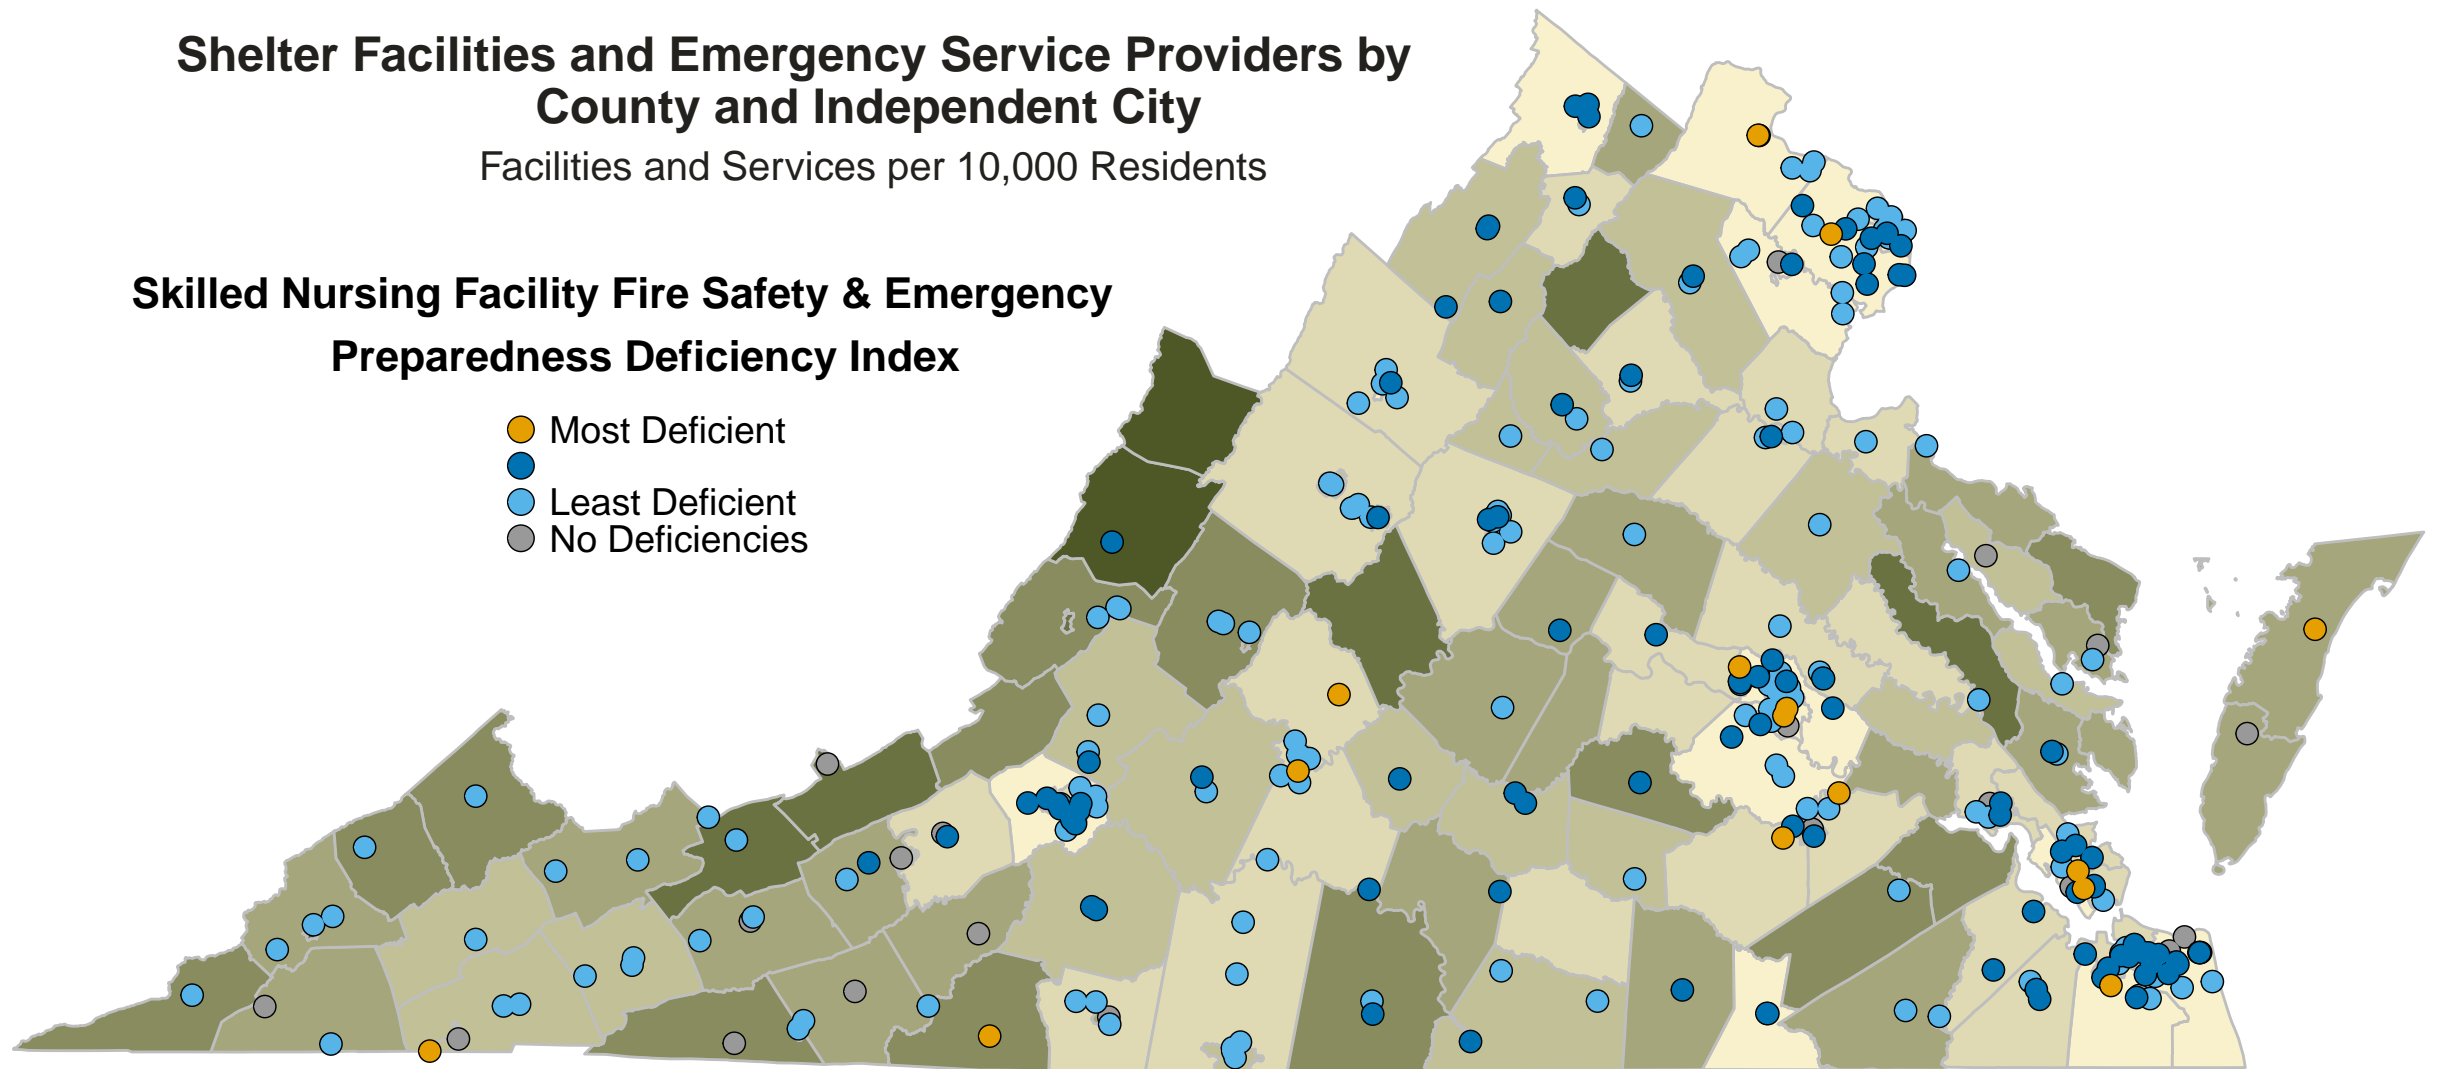 Shelter Facilities and Emergency Service Providers by
County and Independent City
Facilities and Services per 10,000 Residents
Skilled Nursing Facility Fire Safety & Emergency
Preparedness Deficiency Index
Most Deficient
Least Deficient
No Deficiencies